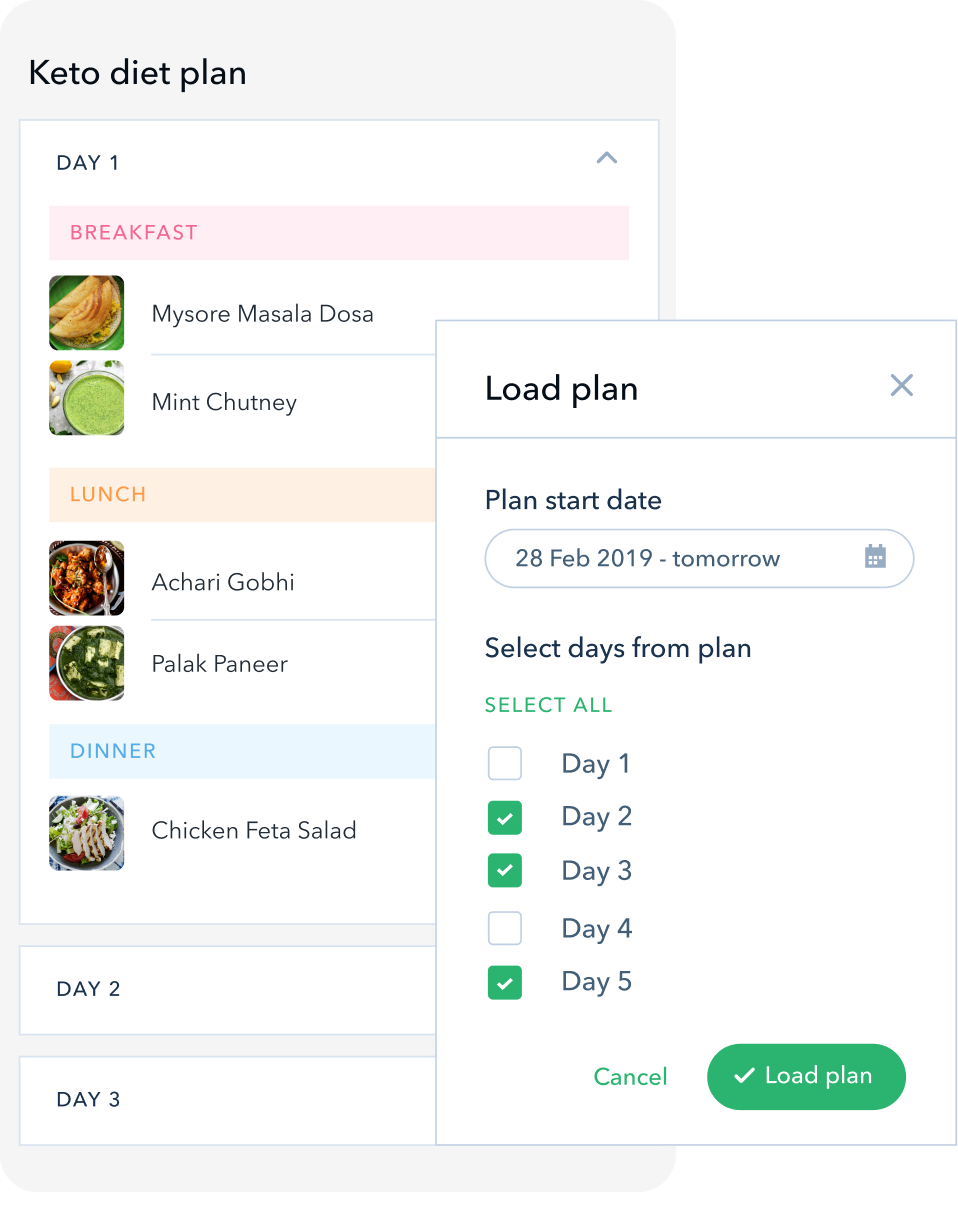 Keto diet plan
DAY 1
BREAKFAST
Mysore Masala Dosa
Mint Chutney
LUNCH
Achari Gobhi
Palak Paneer
DINNER
Chicken Feta Salad
DAY 2
DAY 3
Load plan
Plan start date
28 Feb 2019 - tomorrow
Select days from plan
SELECT ALL
Day 1
Day 2
Day 3
Day 4
Day 5
Cancel
Load plan